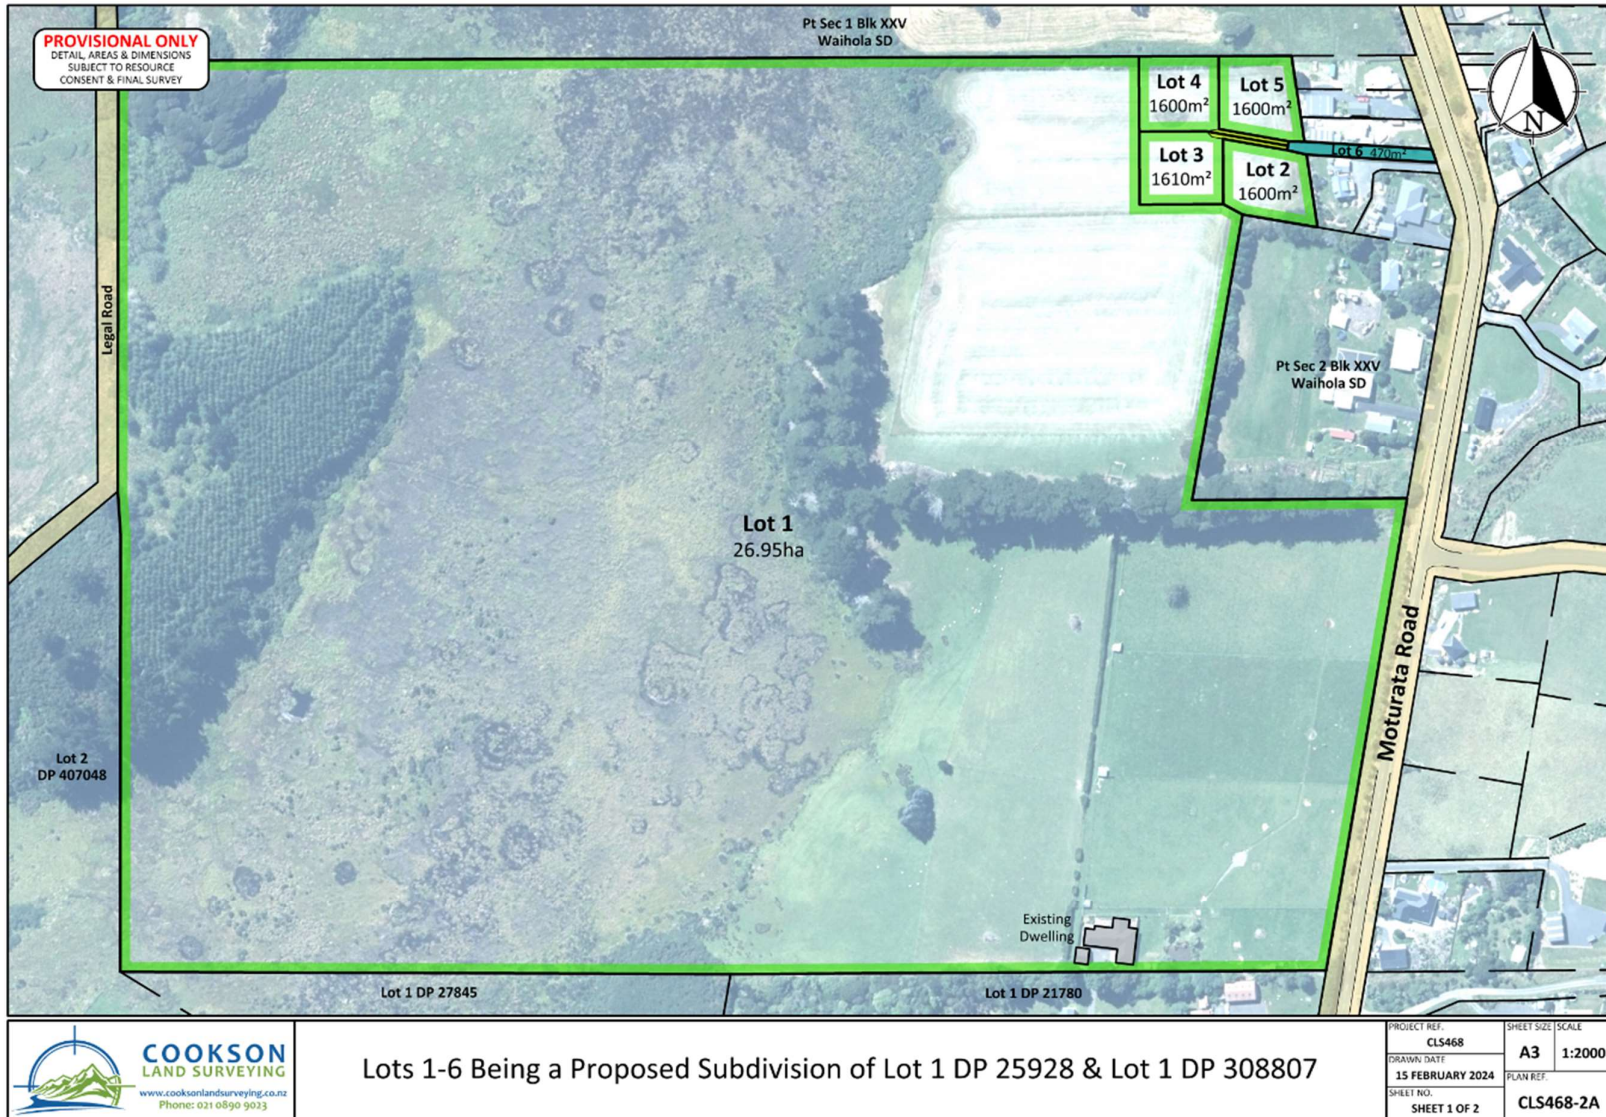 Pt Sec 1 Blk XXV
Waihola SD
PROVISIONAL ONLY
DETAIL, AREAS & DIMENSIONS
SUBJECT TO RESOURCE
CONSENT & FINAL SURVEY
Lot 4
1600m²
Lot 5
1600m²
N
Lot 6 470m²
Lot 3
1610m²
Lot 2
1600m²
Legal Road
Pt Sec 2 Blk XXV
Waihola SD
Lot 1
26.95ha
Moturata Road
Lot 2
DP 407048
Existing
Dwelling
Lot 1 DP 27845
Lot 1 DP 21780
COOKSON
LAND SURVEYING
www.cooksonlandsurveying.co.nz
Phone: 021 0890 9023
Lots 1-6 Being a Proposed Subdivision of Lot 1 DP 25928 & Lot 1 DP 308807
PROJECT REF.
CLS468
DRAWN DATE
15 FEBRUARY 2024
SHEET NO.
SHEET 1 OF 2
SHEET SIZE
A3
SCALE
1:2000
PLAN REF.
CLS468-2A